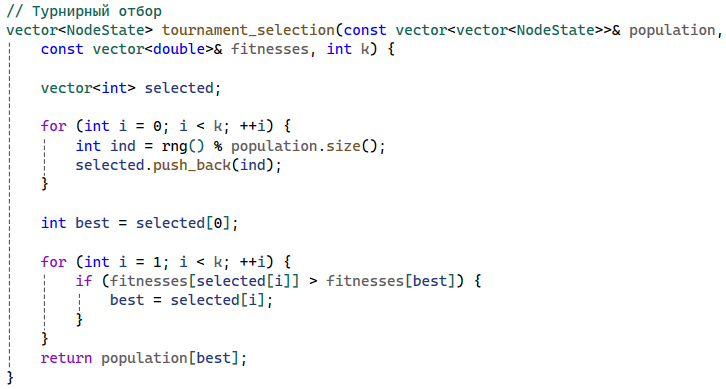 // Турнирный отбор
vector<NodeState> tournament_selection(const vector<vector<NodeState>>& population,
    const vector<double>& fitnesses, int k) {

    vector<int> selected;

    for (int i = 0; i < k; ++i) {
        int ind = rng() % population.size();
        selected.push_back(ind);
    }

    int best = selected[0];

    for (int i = 1; i < k; ++i) {
        if (fitnesses[selected[i]] > fitnesses[best]) {
            best = selected[i];
        }
    }
    return population[best];
}